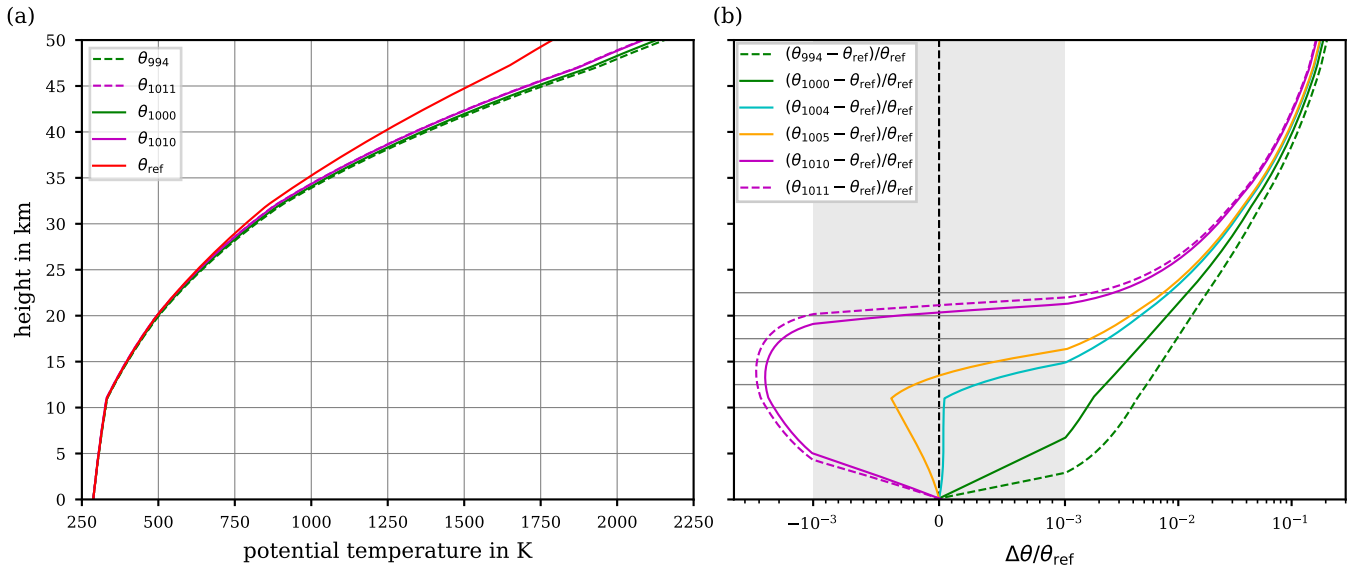 (a)
50
45
40
35
30
25
20
15
10
5
0
height in km
θ994
θ1011
θ1000
θ1010
θref
250
500
750
1000
1250
1500
1750
2000
2250
potential temperature in K
(b)
(θ994 − θref)/θref
(θ1000 − θref)/θref
(θ1004 − θref)/θref
(θ1005 − θref)/θref
(θ1010 − θref)/θref
(θ1011 − θref)/θref
−10⁻³
0
10⁻³
10⁻²
10⁻¹
Δθ/θref